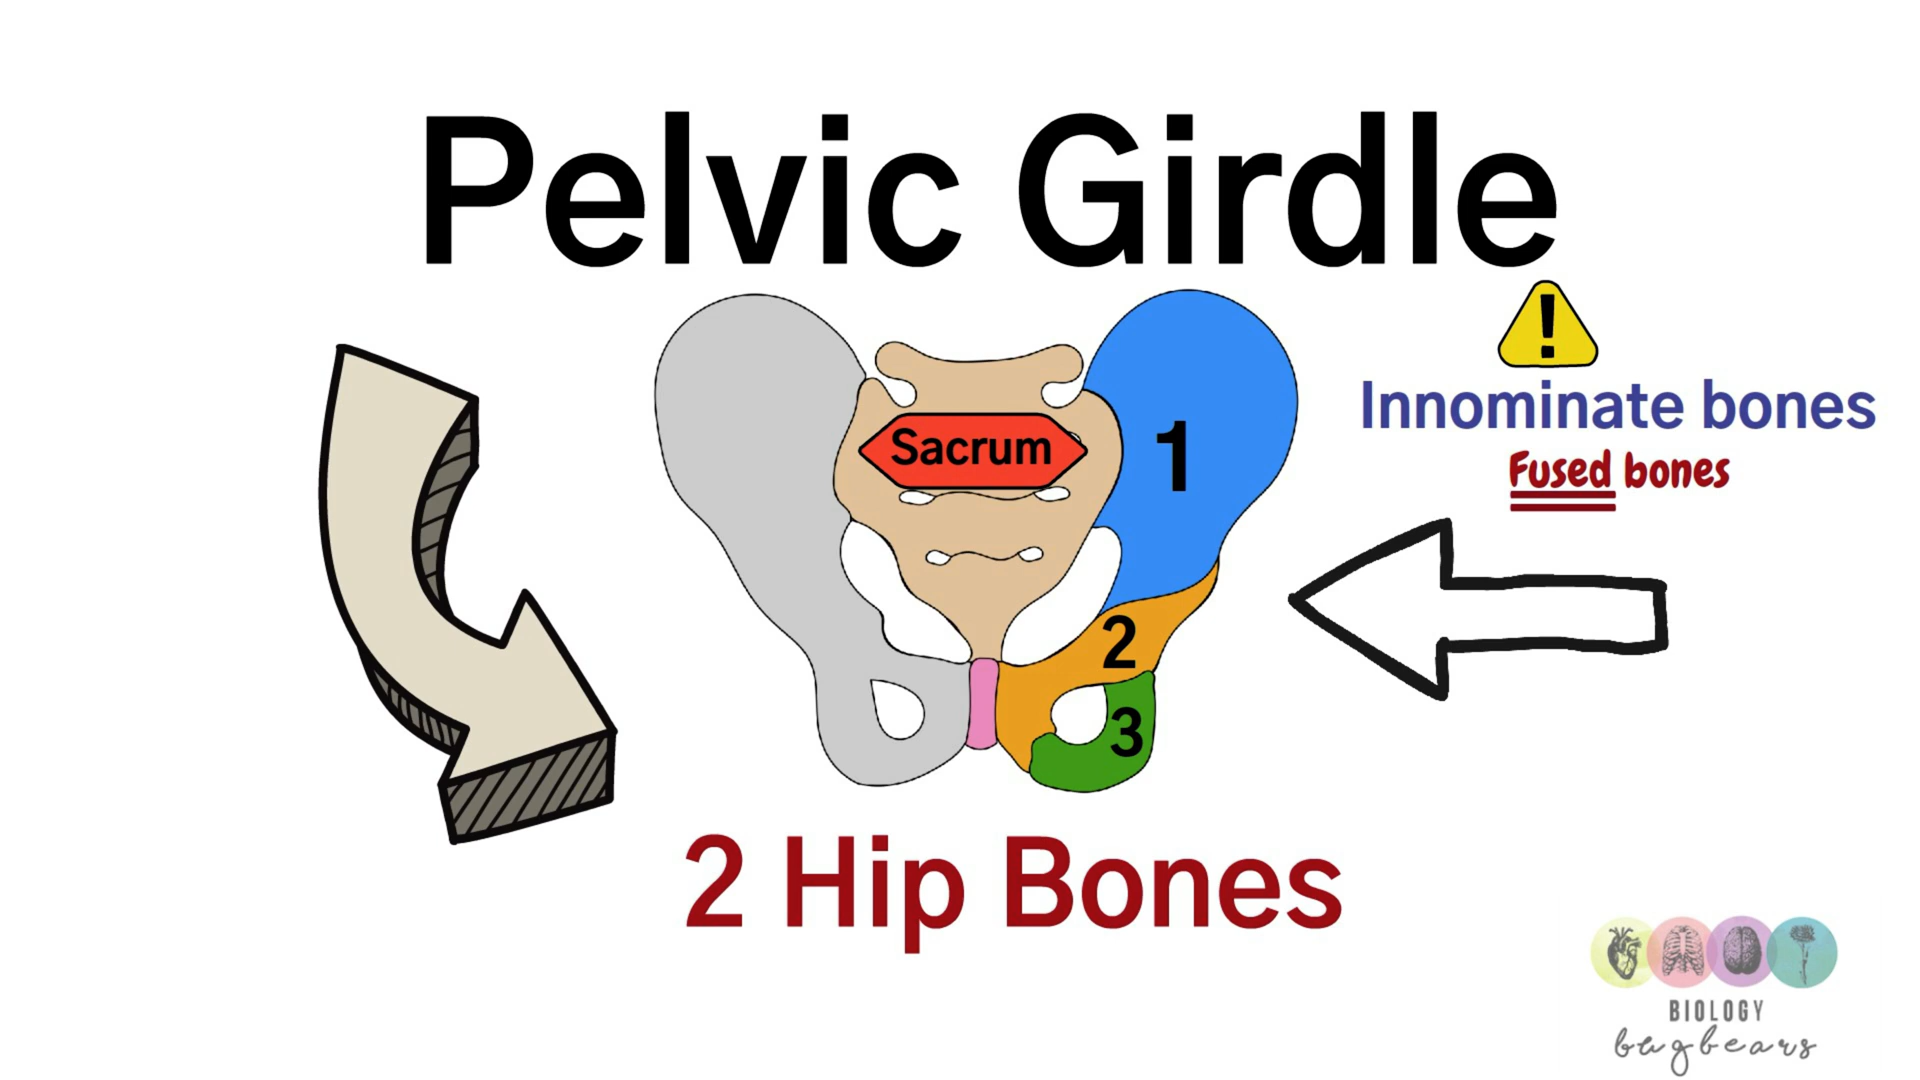 Pelvic Girdle
!
Innominate bones
Fused bones
Sacrum
1
2
3
2 Hip Bones
BIOLOGY
bugbears